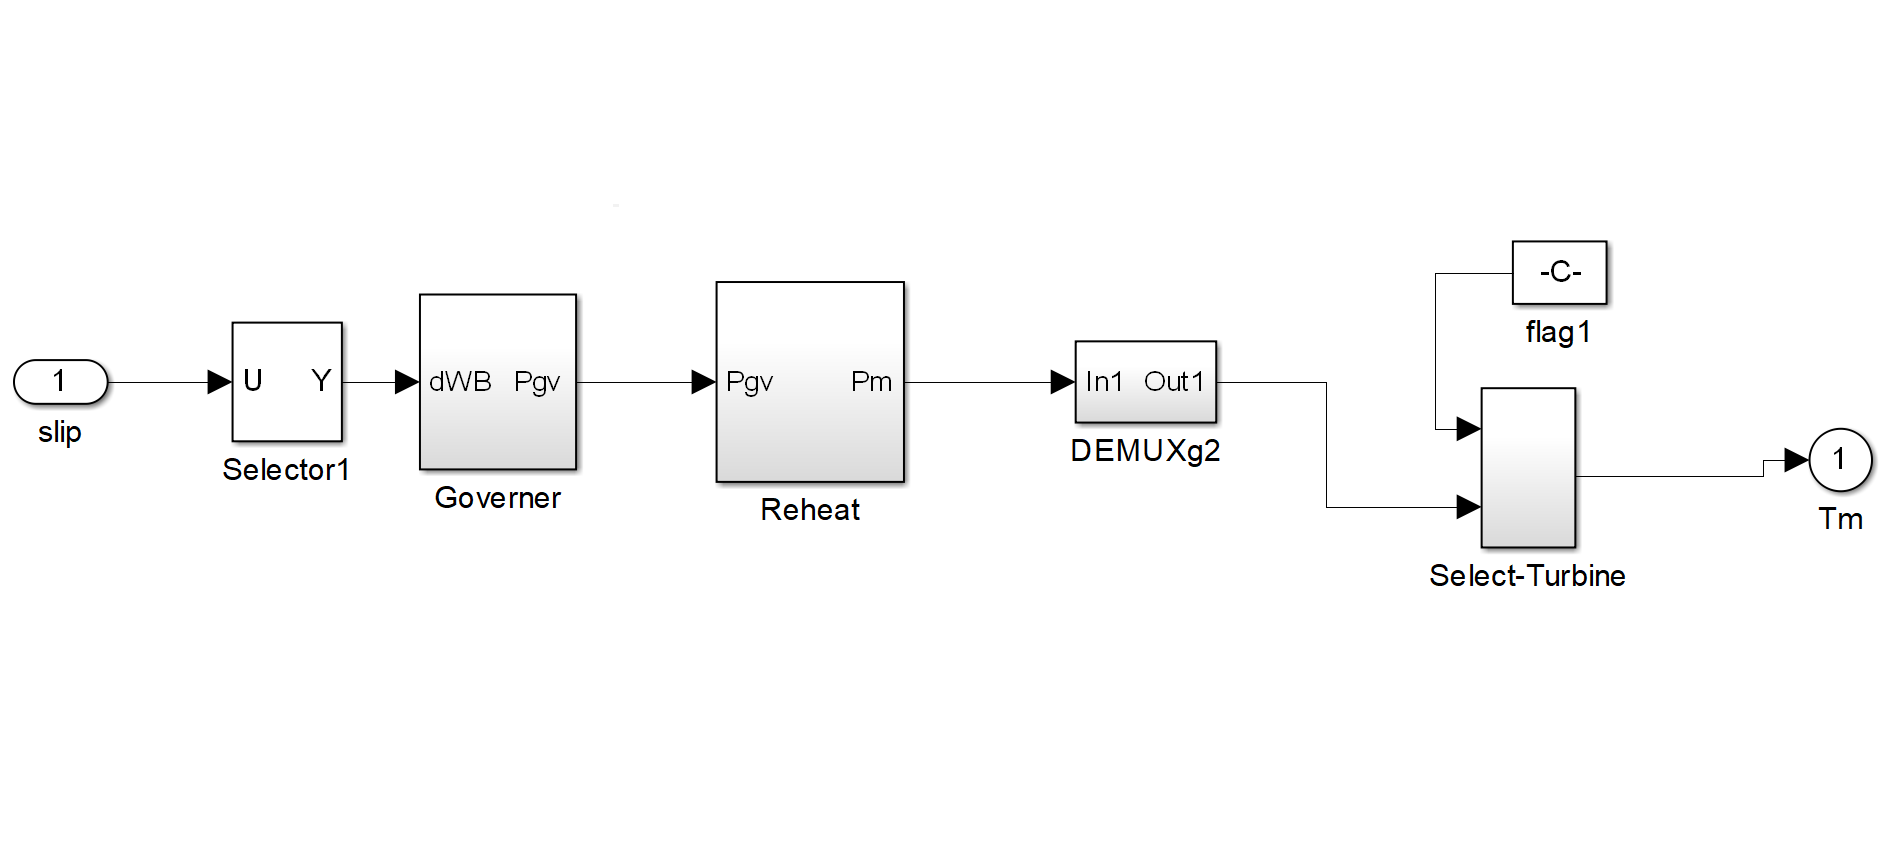 1
slip
U Y
Selector1
dWB Pgv
Governer
Pgv Pm
Reheat
In1 Out1
DEMUXg2
-C-
flag1
Select-Turbine
1
Tm